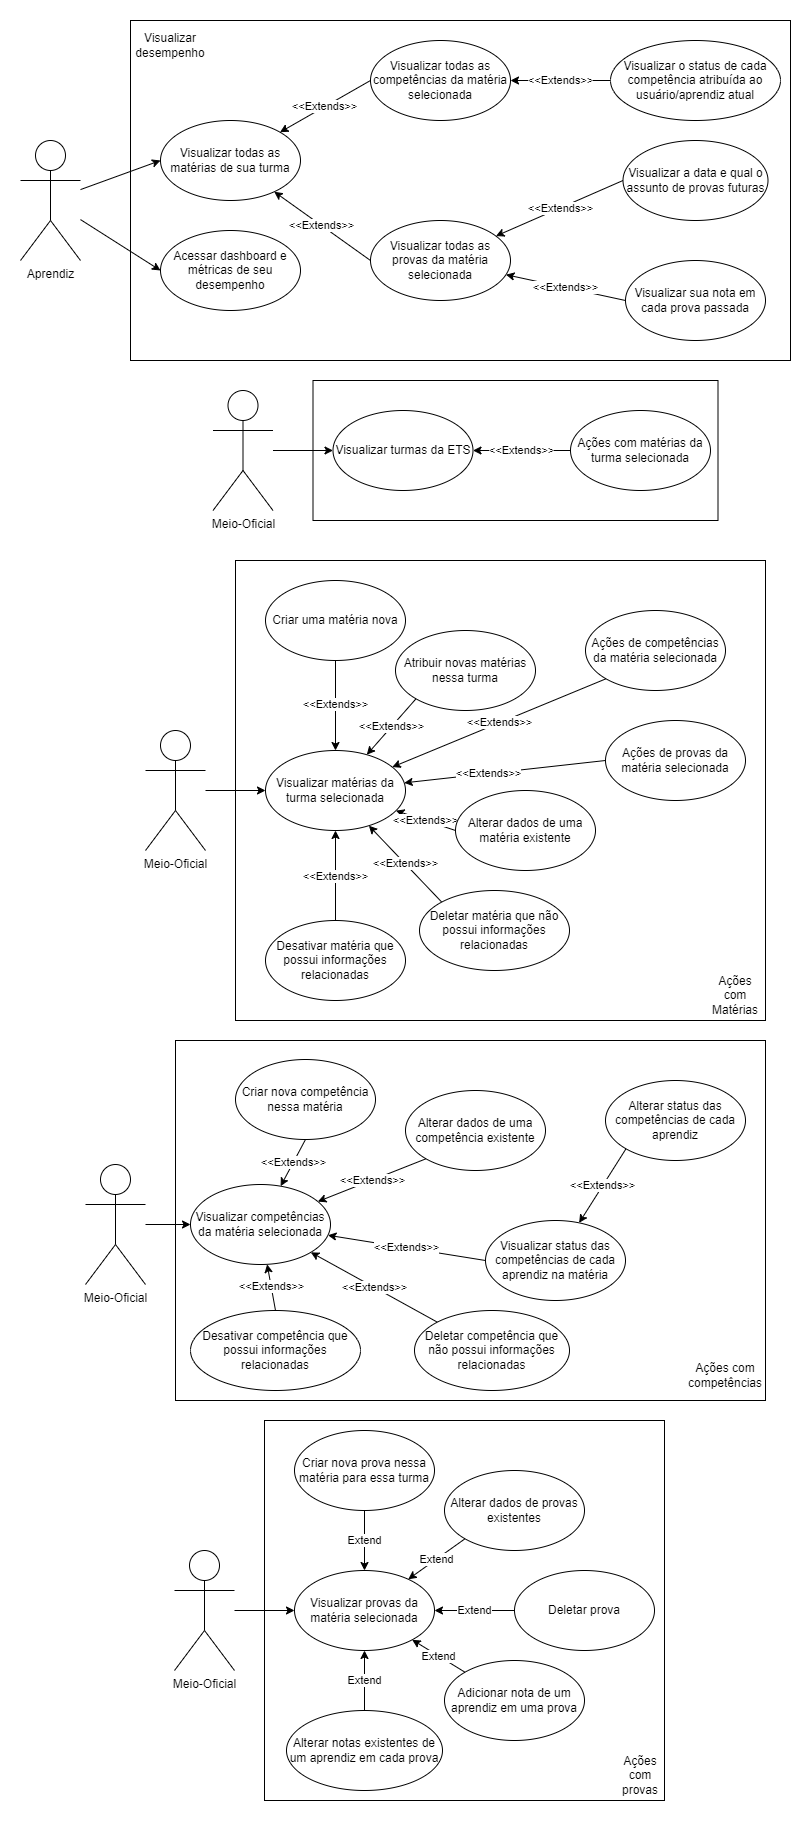 Visualizar
desempenho
Visualizar todas as
competências da matéria
selecionada
<<Extends>>
Visualizar o status de cada
competência atribuída ao
usuário/aprendiz atual
<<Extends>>
Visualizar todas as
matérias de sua turma
Visualizar a data e qual o
assunto de provas futuras
<<Extends>>
<<Extends>>
Visualizar todas as
provas da matéria
selecionada
Acessar dashboard e
métricas de seu
desempenho
Aprendiz
<<Extends>>
Visualizar sua nota em
cada prova passada
Visualizar turmas da ETS
<<Extends>>
Ações com matérias da
turma selecionada
Meio-Oficial
Criar uma matéria nova
Atribuir novas matérias
nessa turma
Ações de competências
da matéria selecionada
<<Extends>>
<<Extends>>
<<Extends>>
Ações de provas da
matéria selecionada
<<Extends>>
Visualizar matérias da
turma selecionada
<<Extends>>
Alterar dados de uma
matéria existente
Meio-Oficial
<<Extends>>
<<Extends>>
Deletar matéria que não
possui informações
relacionadas
Desativar matéria que
possui informações
relacionadas
Ações
com
Matérias
Criar nova competência
nessa matéria
Alterar dados de uma
competência existente
Alterar status das
competências de cada
aprendiz
<<Extends>>
<<Extends>>
<<Extends>>
Visualizar competências
da matéria selecionada
<<Extends>>
Visualizar status das
competências de cada
aprendiz na matéria
Meio-Oficial
<<Extends>>
<<Extends>>
Desativar competência que
possui informações
relacionadas
Deletar competência que
não possui informações
relacionadas
Ações com
competências
Criar nova prova nessa
matéria para essa turma
Alterar dados de provas
existentes
Extend
Extend
Visualizar provas da
matéria selecionada
Extend
Deletar prova
Extend
Extend
Adicionar nota de um
aprendiz em uma prova
Meio-Oficial
Alterar notas existentes de
um aprendiz em cada prova
Ações
com
provas